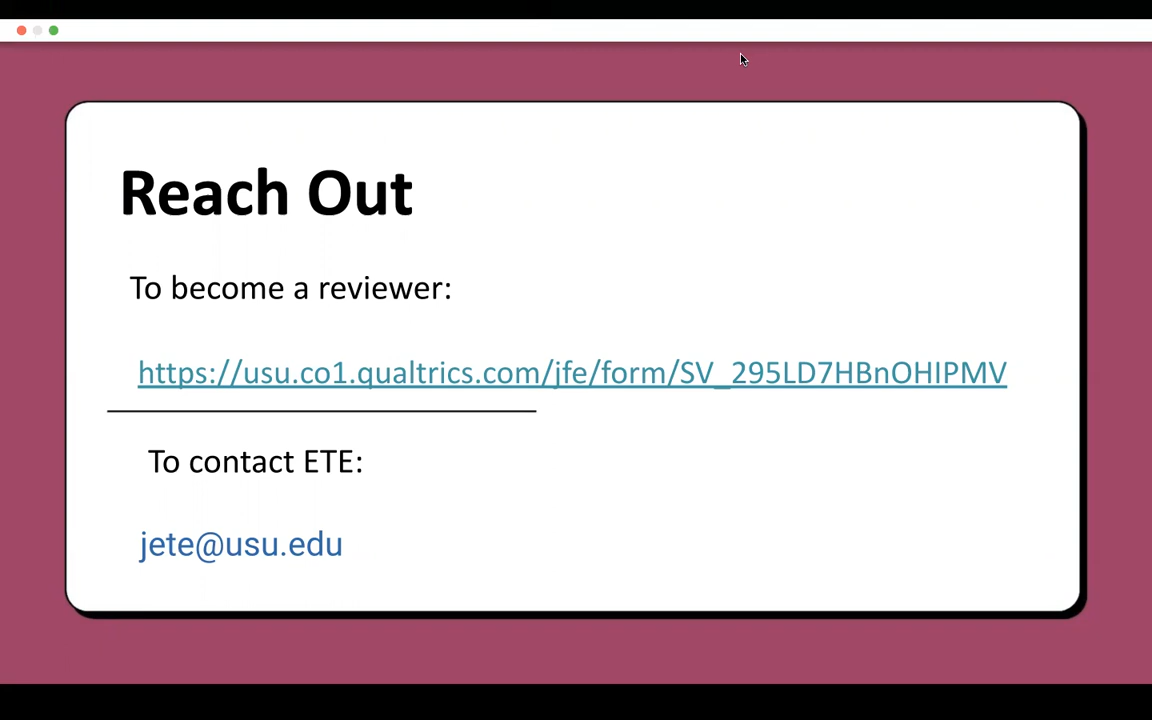 Reach Out
To become a reviewer:
https://usu.co1.qualtrics.com/jfe/form/SV_295LD7HBnOHIPMV
To contact ETE:
jete@usu.edu